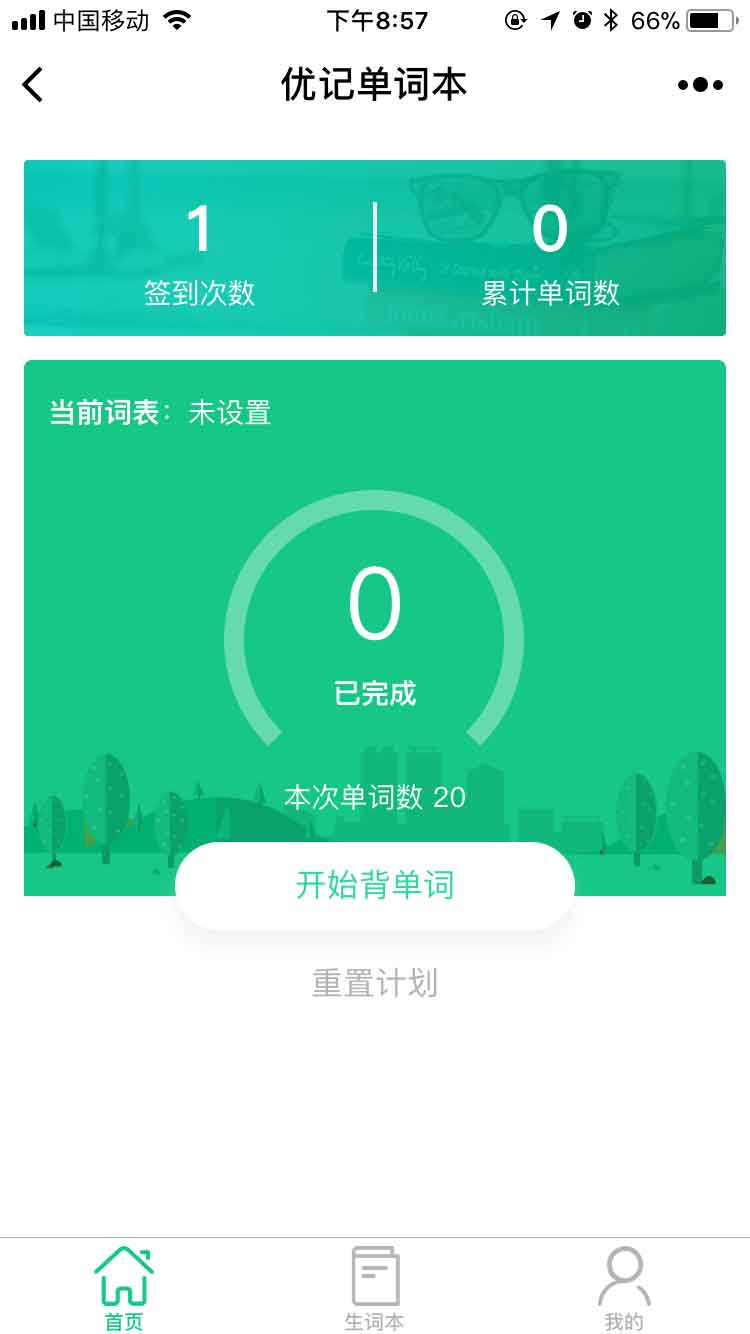 中国移动 下午8:57 66%
优记单词本
1 0
签到次数 累计单词数
当前词表：未设置
0
已完成
本次单词数 20
开始背单词
重置计划
首页 生词本 我的